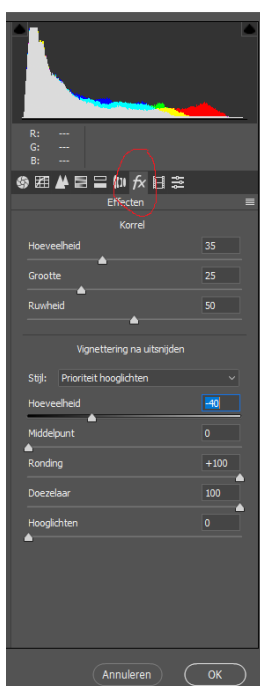 R: ---
G: ---
B: ---
fx
Effecten
Korrel
Hoeveelheid 35
Grootte 25
Ruwheid 50
Vignettering na uitsnijden
Stijl: Prioriteit hooglichten
Hoeveelheid -40
Middelpunt 0
Ronding +100
Doezelaar 100
Hooglichten 0
Annuleren OK